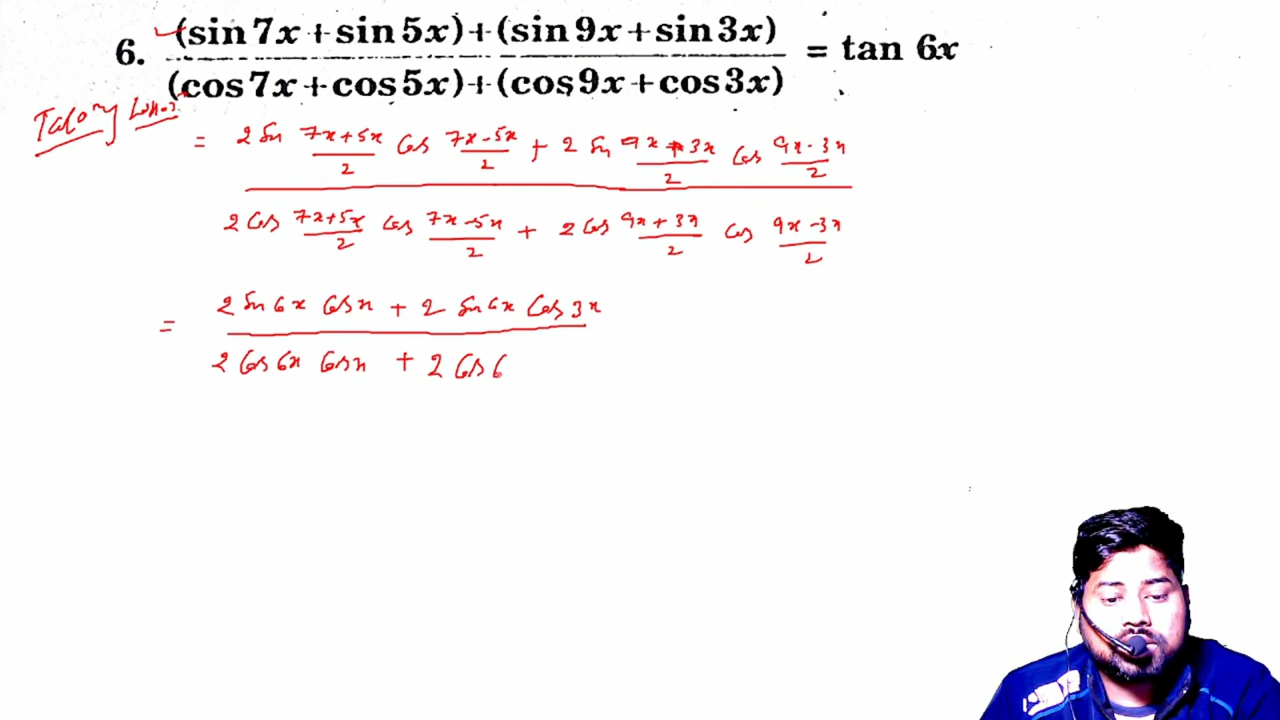 6. (sin 7x + sin 5x) + (sin 9x + sin 3x)
(cos 7x + cos 5x) + (cos 9x + cos 3x)
= tan 6x
Taking L.H.S
= 2 Sin 7x+5x/2 Cos 7x-5x/2 + 2 Sin 9x+3x/2 Cos 9x-3x/2
2 Cos 7x+5x/2 Cos 7x-5x/2 + 2 Cos 9x+3x/2 Cos 9x-3x/2
= 2 Sin 6x Cos x + 2 Sin 6x Cos 3x
2 Cos 6x Cos x + 2 Cos 6